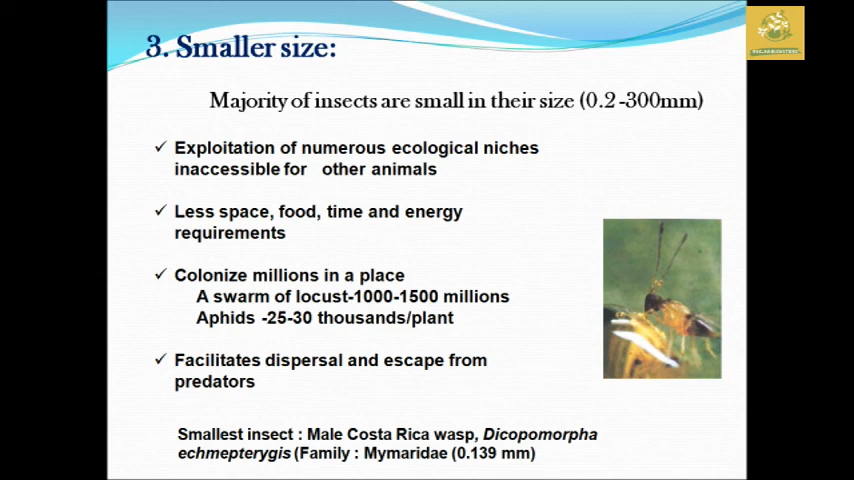 3. Smaller size:
Majority of insects are small in their size (0.2 -300mm)
✓ Exploitation of numerous ecological niches
inaccessible for other animals
✓ Less space, food, time and energy
requirements
✓ Colonize millions in a place
A swarm of locust-1000-1500 millions
Aphids -25-30 thousands/plant
✓ Facilitates dispersal and escape from
predators
Smallest insect : Male Costa Rica wasp, Dicopomorpha
echmepterygis (Family : Mymaridae (0.139 mm)